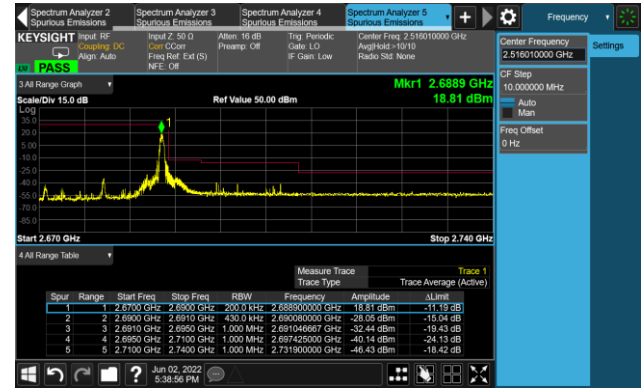 Spectrum Analyzer 2
Spurious Emissions
Spectrum Analyzer 3
Spurious Emissions
Spectrum Analyzer 4
Spurious Emissions
Spectrum Analyzer 5
Spurious Emissions
Frequency
KEYSIGHT
Input: RF
Coupling: DC
Align: Auto
Input Z: 50 Ω
Corr CCorr
Freq Ref: Ext (S)
NFE: Off
Atten: 16 dB
Preamp: Off
Trig: Periodic
Gate: LO
IF Gain: Low
Center Freq: 2.516010000 GHz
Avg|Hold:>10/10
Radio Std: None
PASS
Center Frequency
2.516010000 GHz
Settings
CF Step
10.000000 MHz
Auto
Man
Freq Offset
0 Hz
3 All Range Graph
Mkr1 2.6889 GHz
Scale/Div 15.0 dB
Ref Value 50.00 dBm
18.81 dBm
Log
35.0
20.0
5.00
-10.0
-25.0
-40.0
-55.0
-70.0
-85.0
1
Start 2.670 GHz
Stop 2.740 GHz
4 All Range Table
Measure Trace Trace 1
Trace Type Trace Average (Active)
Spur Range Start Freq Stop Freq RBW Frequency Amplitude ΔLimit
1 1 2.6700 GHz 2.6900 GHz 200.0 kHz 2.688900000 GHz 18.81 dBm -11.19 dB
2 2 2.6900 GHz 2.6910 GHz 430.0 kHz 2.690080000 GHz -28.05 dBm -15.04 dB
3 3 2.6910 GHz 2.6950 GHz 1.000 MHz 2.691046667 GHz -32.44 dBm -19.43 dB
4 4 2.6950 GHz 2.7100 GHz 1.000 MHz 2.697425000 GHz -40.14 dBm -24.13 dB
5 5 2.7100 GHz 2.7400 GHz 1.000 MHz 2.731900000 GHz -46.43 dBm -18.42 dB
Jun 02, 2022
5:38:56 PM